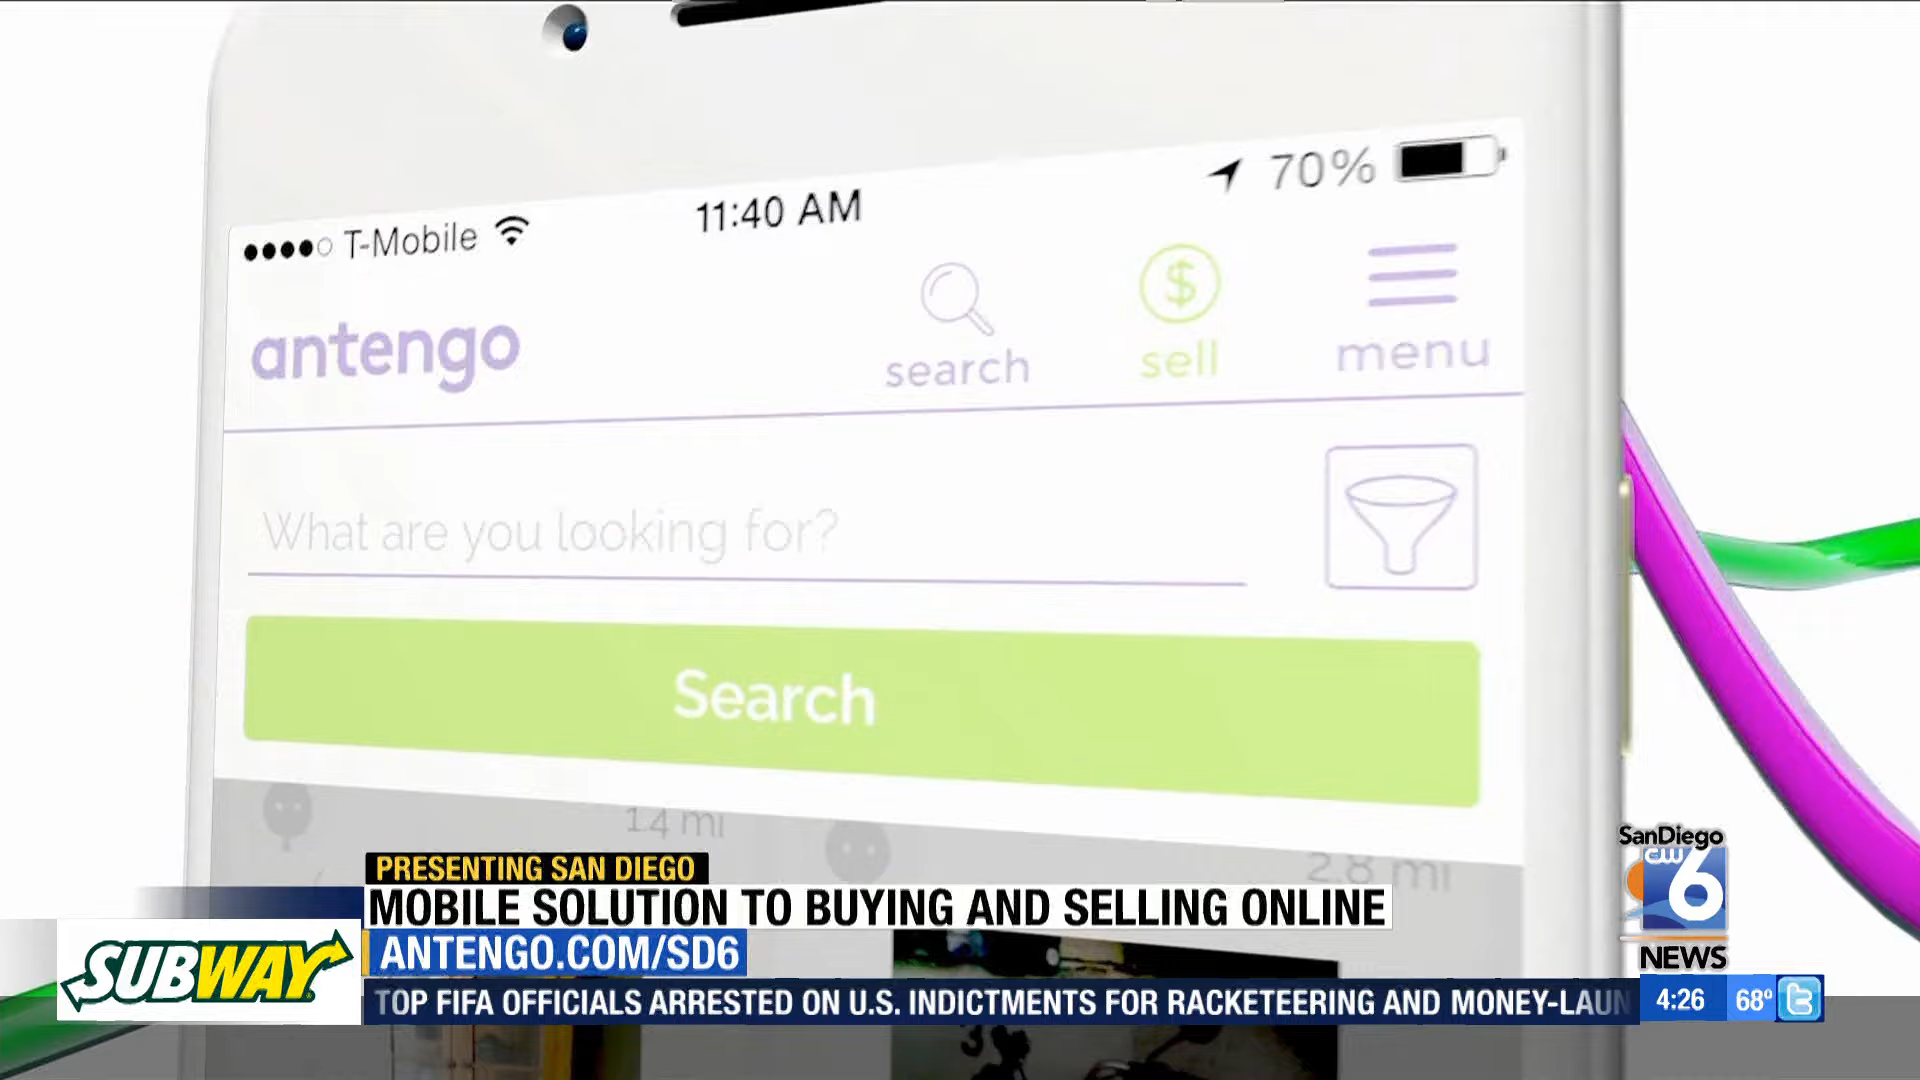 T-Mobile
11:40 AM
70%
antengo
search
sell
menu
What are you looking for?
Search
14 mi
2.8 mi
PRESENTING SAN DIEGO
MOBILE SOLUTION TO BUYING AND SELLING ONLINE
ANTENGO.COM/SD6
SUBWAY
TOP FIFA OFFICIALS ARRESTED ON U.S. INDICTMENTS FOR RACKETEERING AND MONEY-LAUN
SanDiego
CW
6
NEWS
4:26
68°